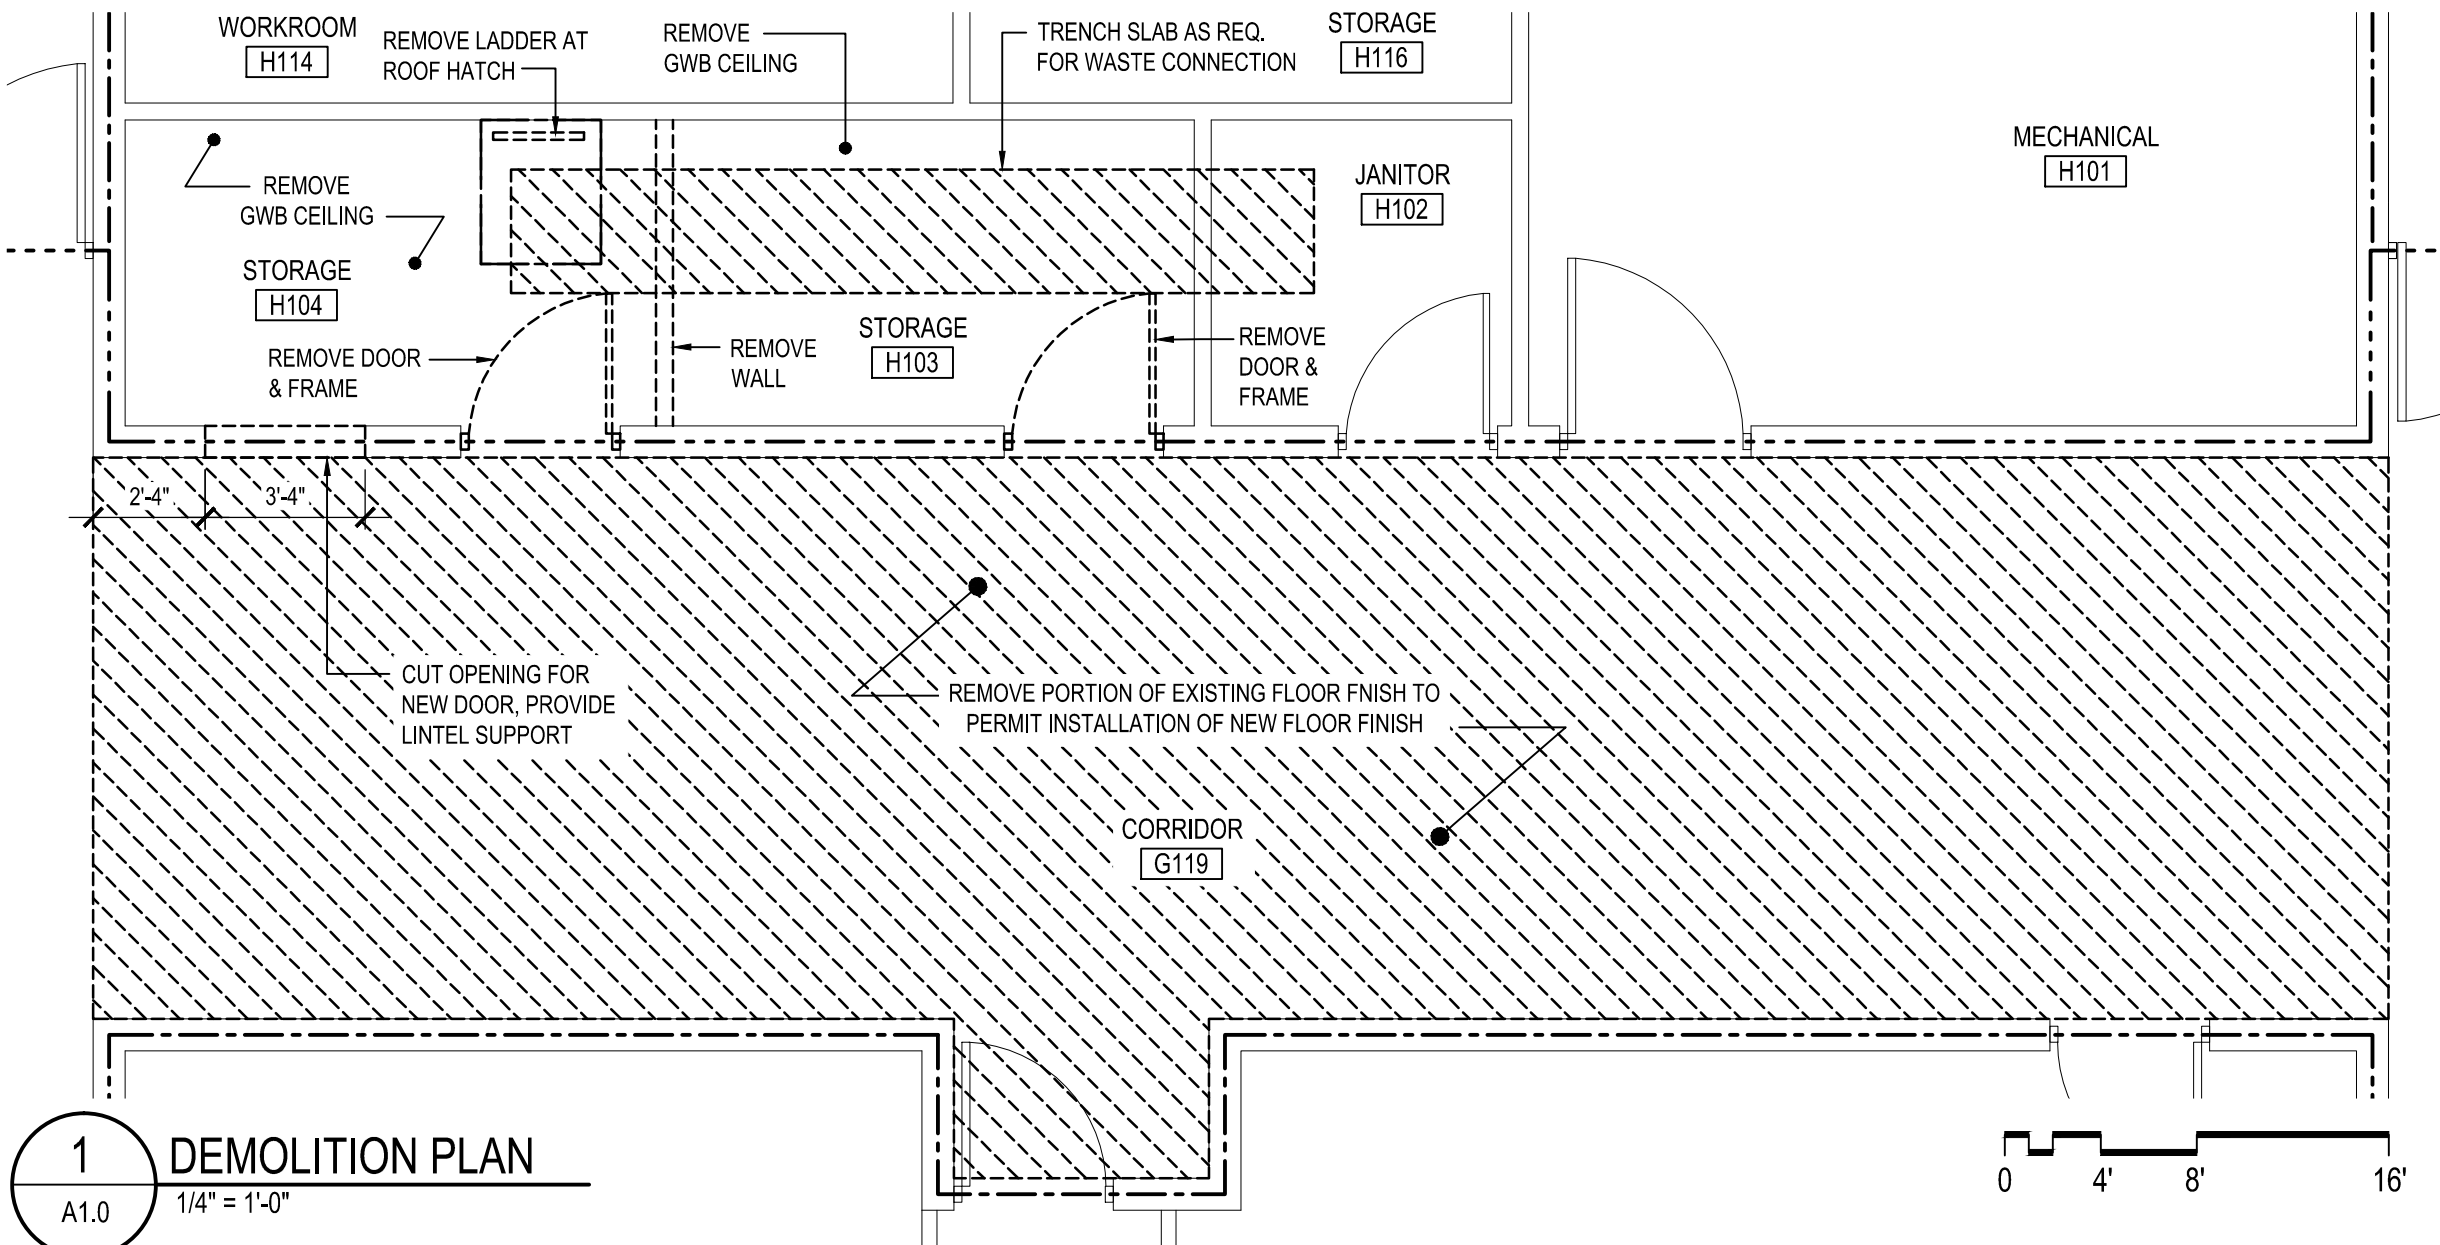 WORKROOM
H114
REMOVE LADDER AT
ROOF HATCH
REMOVE
GWB CEILING
TRENCH SLAB AS REQ.
FOR WASTE CONNECTION
STORAGE
H116
MECHANICAL
H101
JANITOR
H102
REMOVE
GWB CEILING
STORAGE
H104
REMOVE DOOR
& FRAME
REMOVE
WALL
STORAGE
H103
REMOVE
DOOR &
FRAME
2'-4"
3'-4"
CUT OPENING FOR
NEW DOOR, PROVIDE
LINTEL SUPPORT
REMOVE PORTION OF EXISTING FLOOR FNISH TO
PERMIT INSTALLATION OF NEW FLOOR FINISH
CORRIDOR
G119
1
A1.0
DEMOLITION PLAN
1/4" = 1'-0"
0 4' 8' 16'